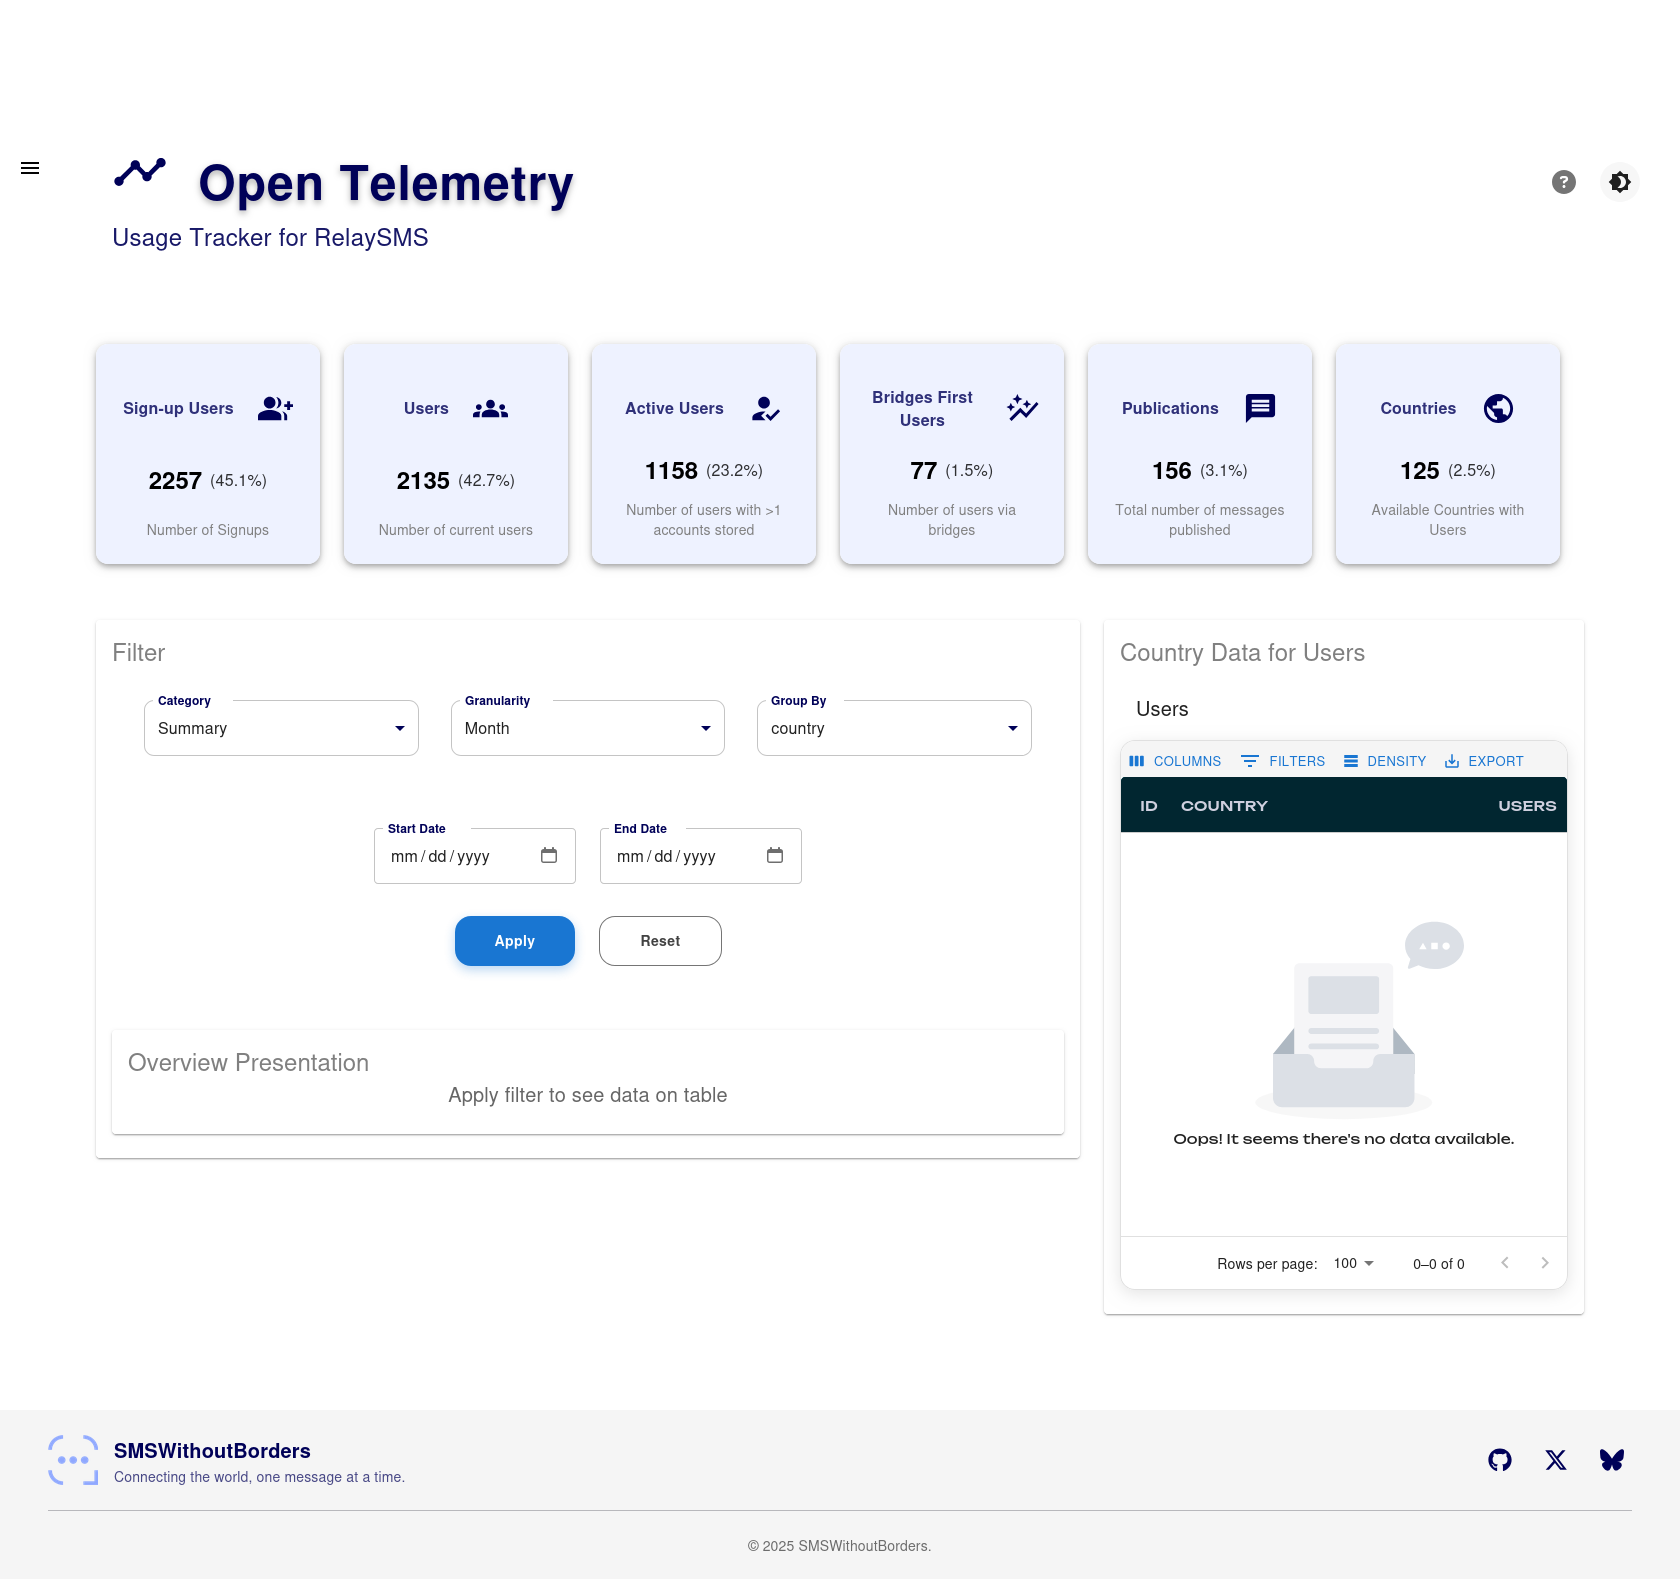 Open Telemetry
Usage Tracker for RelaySMS
Sign-up Users
2257 (45.1%)
Number of Signups
Users
2135 (42.7%)
Number of current users
Active Users
1158 (23.2%)
Number of users with >1
accounts stored
Bridges First
Users
77 (1.5%)
Number of users via
bridges
Publications
156 (3.1%)
Total number of messages
published
Countries
125 (2.5%)
Available Countries with
Users
Filter
Category
Summary
Granularity
Month
Group By
country
Start Date
mm/dd/yyyy
End Date
mm/dd/yyyy
Apply
Reset
Overview Presentation
Apply filter to see data on table
Country Data for Users
Users
COLUMNS
FILTERS
DENSITY
EXPORT
ID COUNTRY USERS
Oops! It seems there's no data available.
Rows per page: 100 0–0 of 0
SMSWithoutBorders
Connecting the world, one message at a time.
© 2025 SMSWithoutBorders.